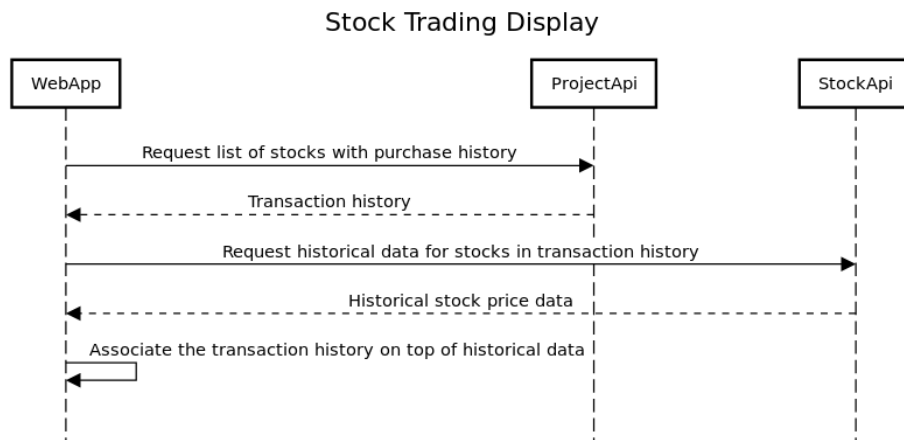 Stock Trading Display
WebApp
ProjectApi
StockApi
Request list of stocks with purchase history
Transaction history
Request historical data for stocks in transaction history
Historical stock price data
Associate the transaction history on top of historical data